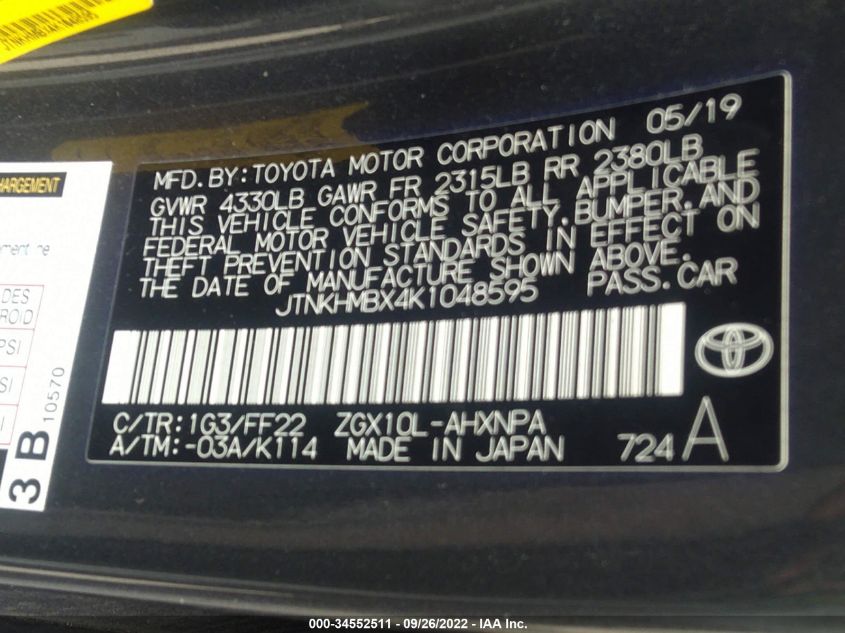 HARGEMENT
ement
DES
ROID
PSI
SI
3 B
10570
MFD.BY:TOYOTA MOTOR CORPORATION 05/19
GVWR 4330LB GAWR FR 2315LB RR 2380LB
THIS VEHICLE CONFORMS TO ALL APPLICABLE
FEDERAL MOTOR VEHICLE SAFETY,BUMPER,AND
THEFT PREVENTION STANDARDS IN EFFECT ON
THE DATE OF MANUFACTURE SHOWN ABOVE.
JTNKHMBX4K1048595 PASS.CAR
C/TR:1G3/FF22 ZGX10L-AHXNPA
A/TM:-03A/K114 MADE IN JAPAN 724 A
000-34552511 - 09/26/2022 - IAA Inc.